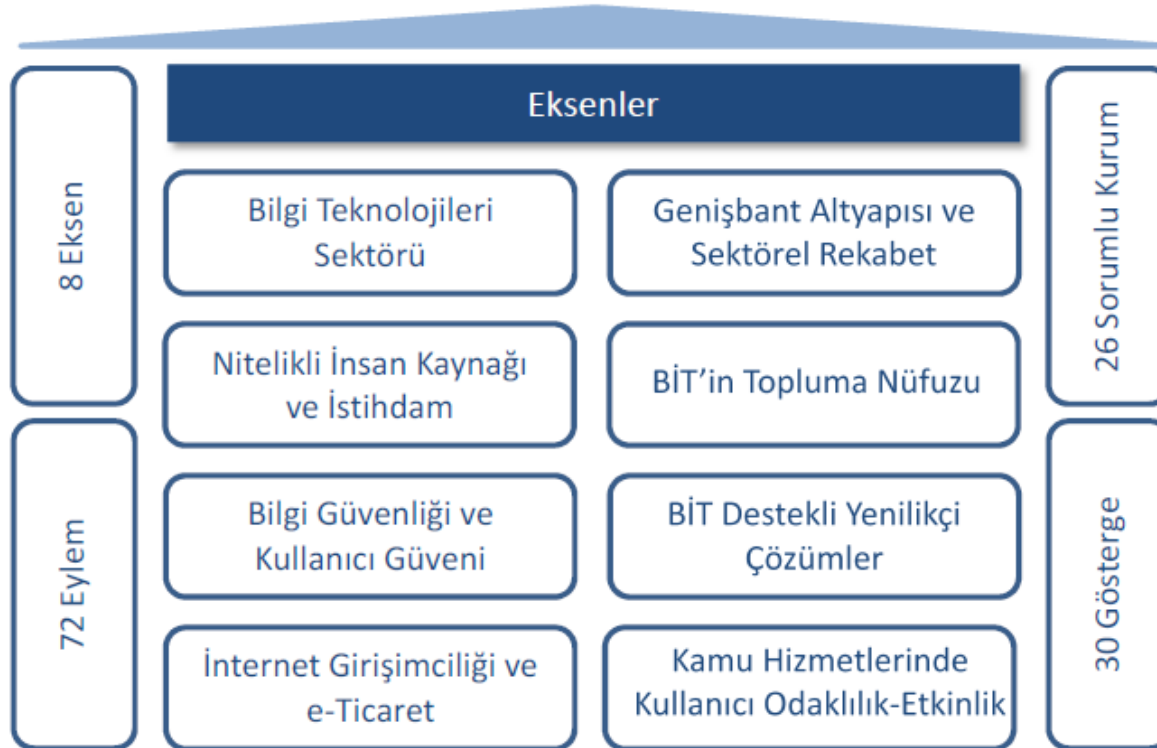 Eksenler
8 Eksen
72 Eylem
Bilgi Teknolojileri
Sektörü
Genişbant Altyapısı ve
Sektörel Rekabet
Nitelikli İnsan Kaynağı
ve İstihdam
BİT’in Topluma Nüfuzu
Bilgi Güvenliği ve
Kullanıcı Güveni
BİT Destekli Yenilikçi
Çözümler
İnternet Girişimciliği ve
e-Ticaret
Kamu Hizmetlerinde
Kullanıcı Odaklılık-Etkinlik
26 Sorumlu Kurum
30 Gösterge